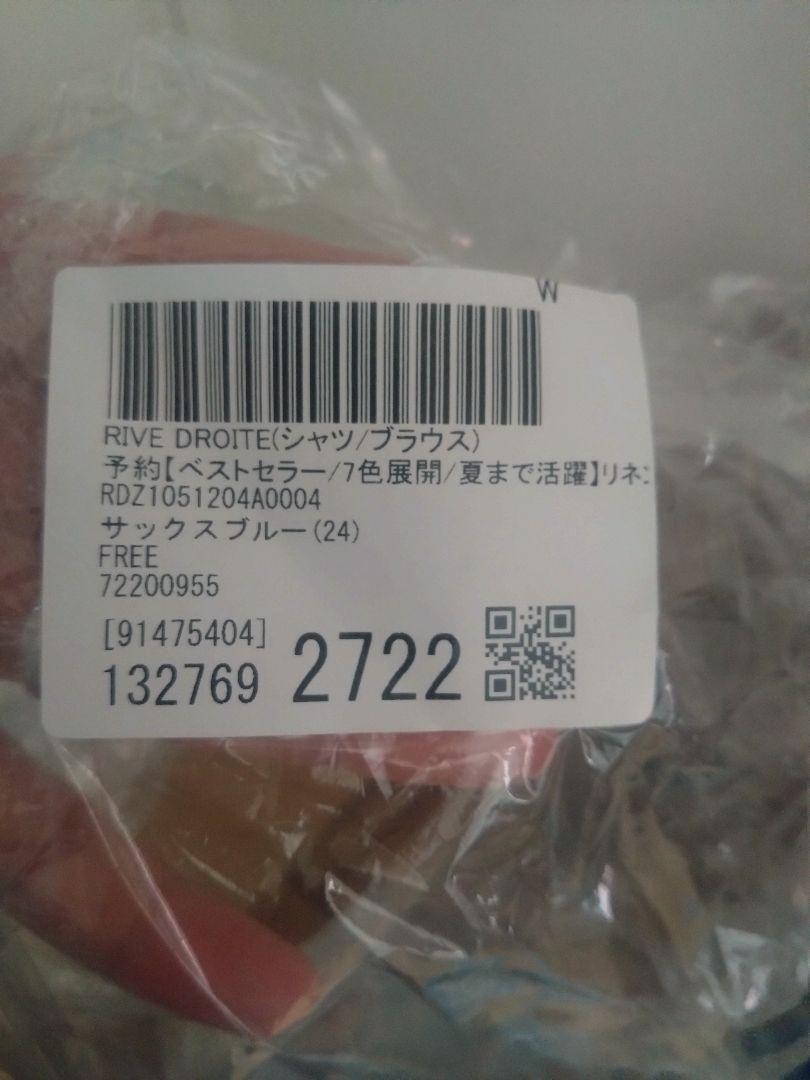 W
RIVE DROITE(シャツ/ブラウス)
予約【ベストセラー/7色展開/夏まで活躍】リネン
RDZ1051204A0004
サックスブルー(24)
FREE
72200955
[91475404]
132769 2722